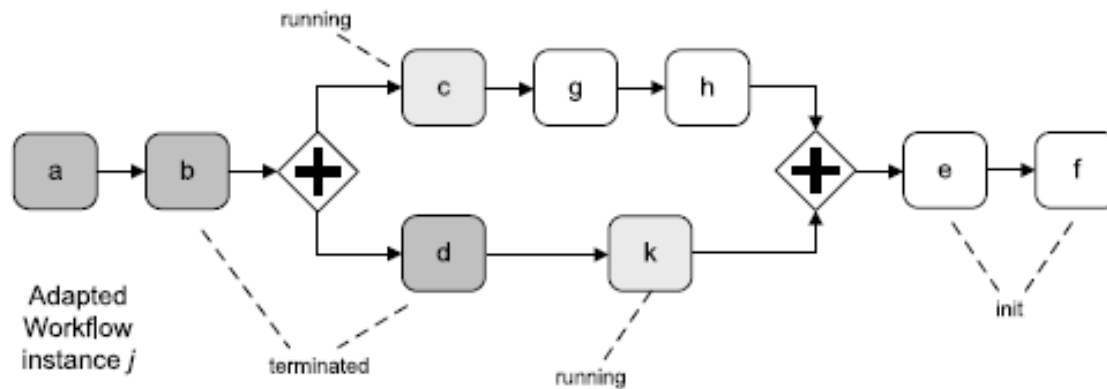 running
c
g
h
a
b
e
f
d
k
Adapted
Workflow
instance j
init
terminated
running